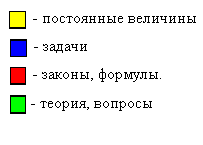 - постоянные величины
- задачи
- законы, формулы.
- теория, вопросы